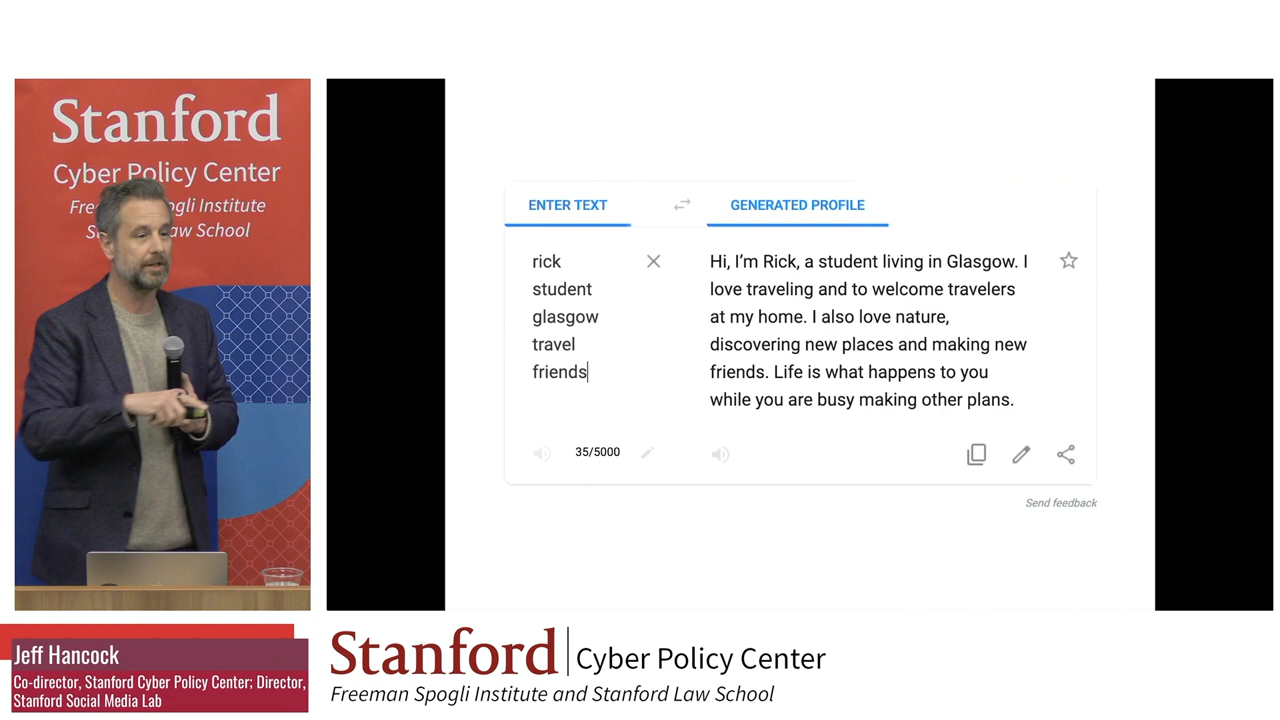 Stanford
Cyber Policy Center
Stanford
Cyber Policy Center
Freeman Spogli Institute and Stanford Law School
Jeff Hancock
Co-director, Stanford Cyber Policy Center; Director,
Stanford Social Media Lab
ENTER TEXT
GENERATED PROFILE
rick
student
glasgow
travel
friends
35/5000
Hi, I’m Rick, a student living in Glasgow. I
love traveling and to welcome travelers
at my home. I also love nature,
discovering new places and making new
friends. Life is what happens to you
while you are busy making other plans.
Send feedback